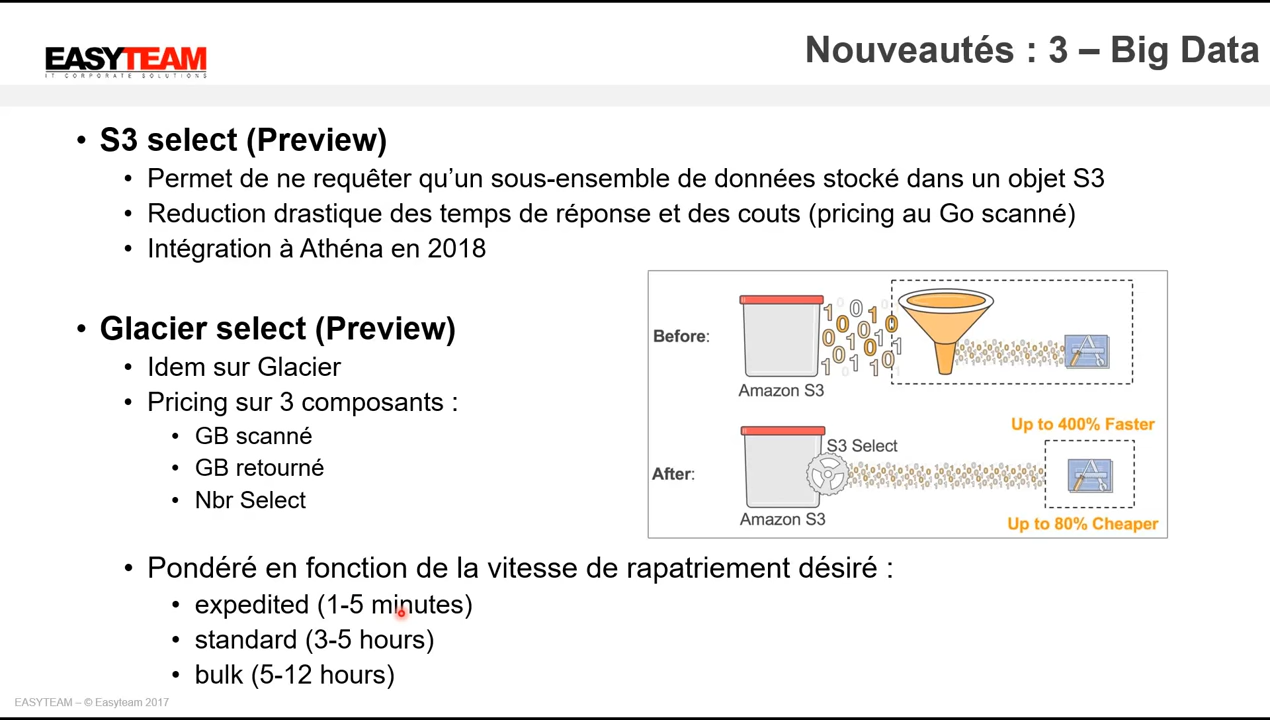 EASYTEAM
IT CORPORATE SOLUTIONS
Nouveautés : 3 – Big Data
• S3 select (Preview)
• Permet de ne requêter qu’un sous-ensemble de données stocké dans un objet S3
• Reduction drastique des temps de réponse et des couts (pricing au Go scanné)
• Intégration à Athéna en 2018
• Glacier select (Preview)
• Idem sur Glacier
• Pricing sur 3 composants :
• GB scanné
• GB retourné
• Nbr Select
Before:
Amazon S3
Up to 400% Faster
S3 Select
After:
Amazon S3
Up to 80% Cheaper
• Pondéré en fonction de la vitesse de rapatriement désiré :
• expedited (1-5 minutes)
• standard (3-5 hours)
• bulk (5-12 hours)
EASYTEAM – © Easyteam 2017